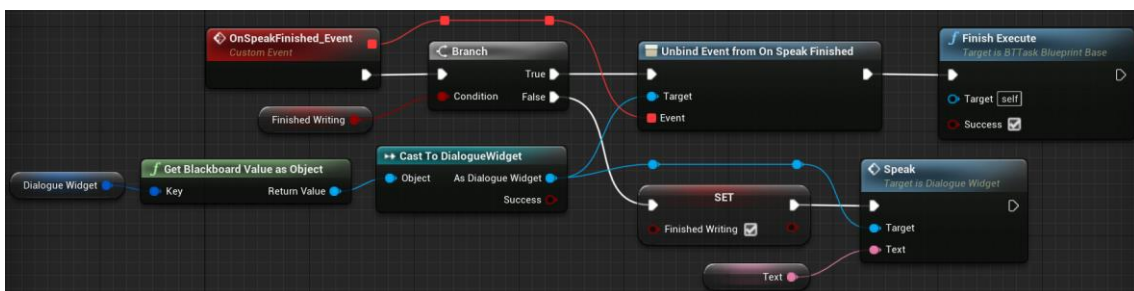 OnSpeakFinished_Event
Custom Event
Branch
True
Condition
False
Finished Writing
Unbind Event from On Speak Finished
Target
Event
Finish Execute
Target is BTTask Blueprint Base
Target self
Success
Dialogue Widget
Get Blackboard Value as Object
Key
Return Value
Cast To DialogueWidget
Object
As Dialogue Widget
Success
SET
Finished Writing
Speak
Target is Dialogue Widget
Target
Text
Text